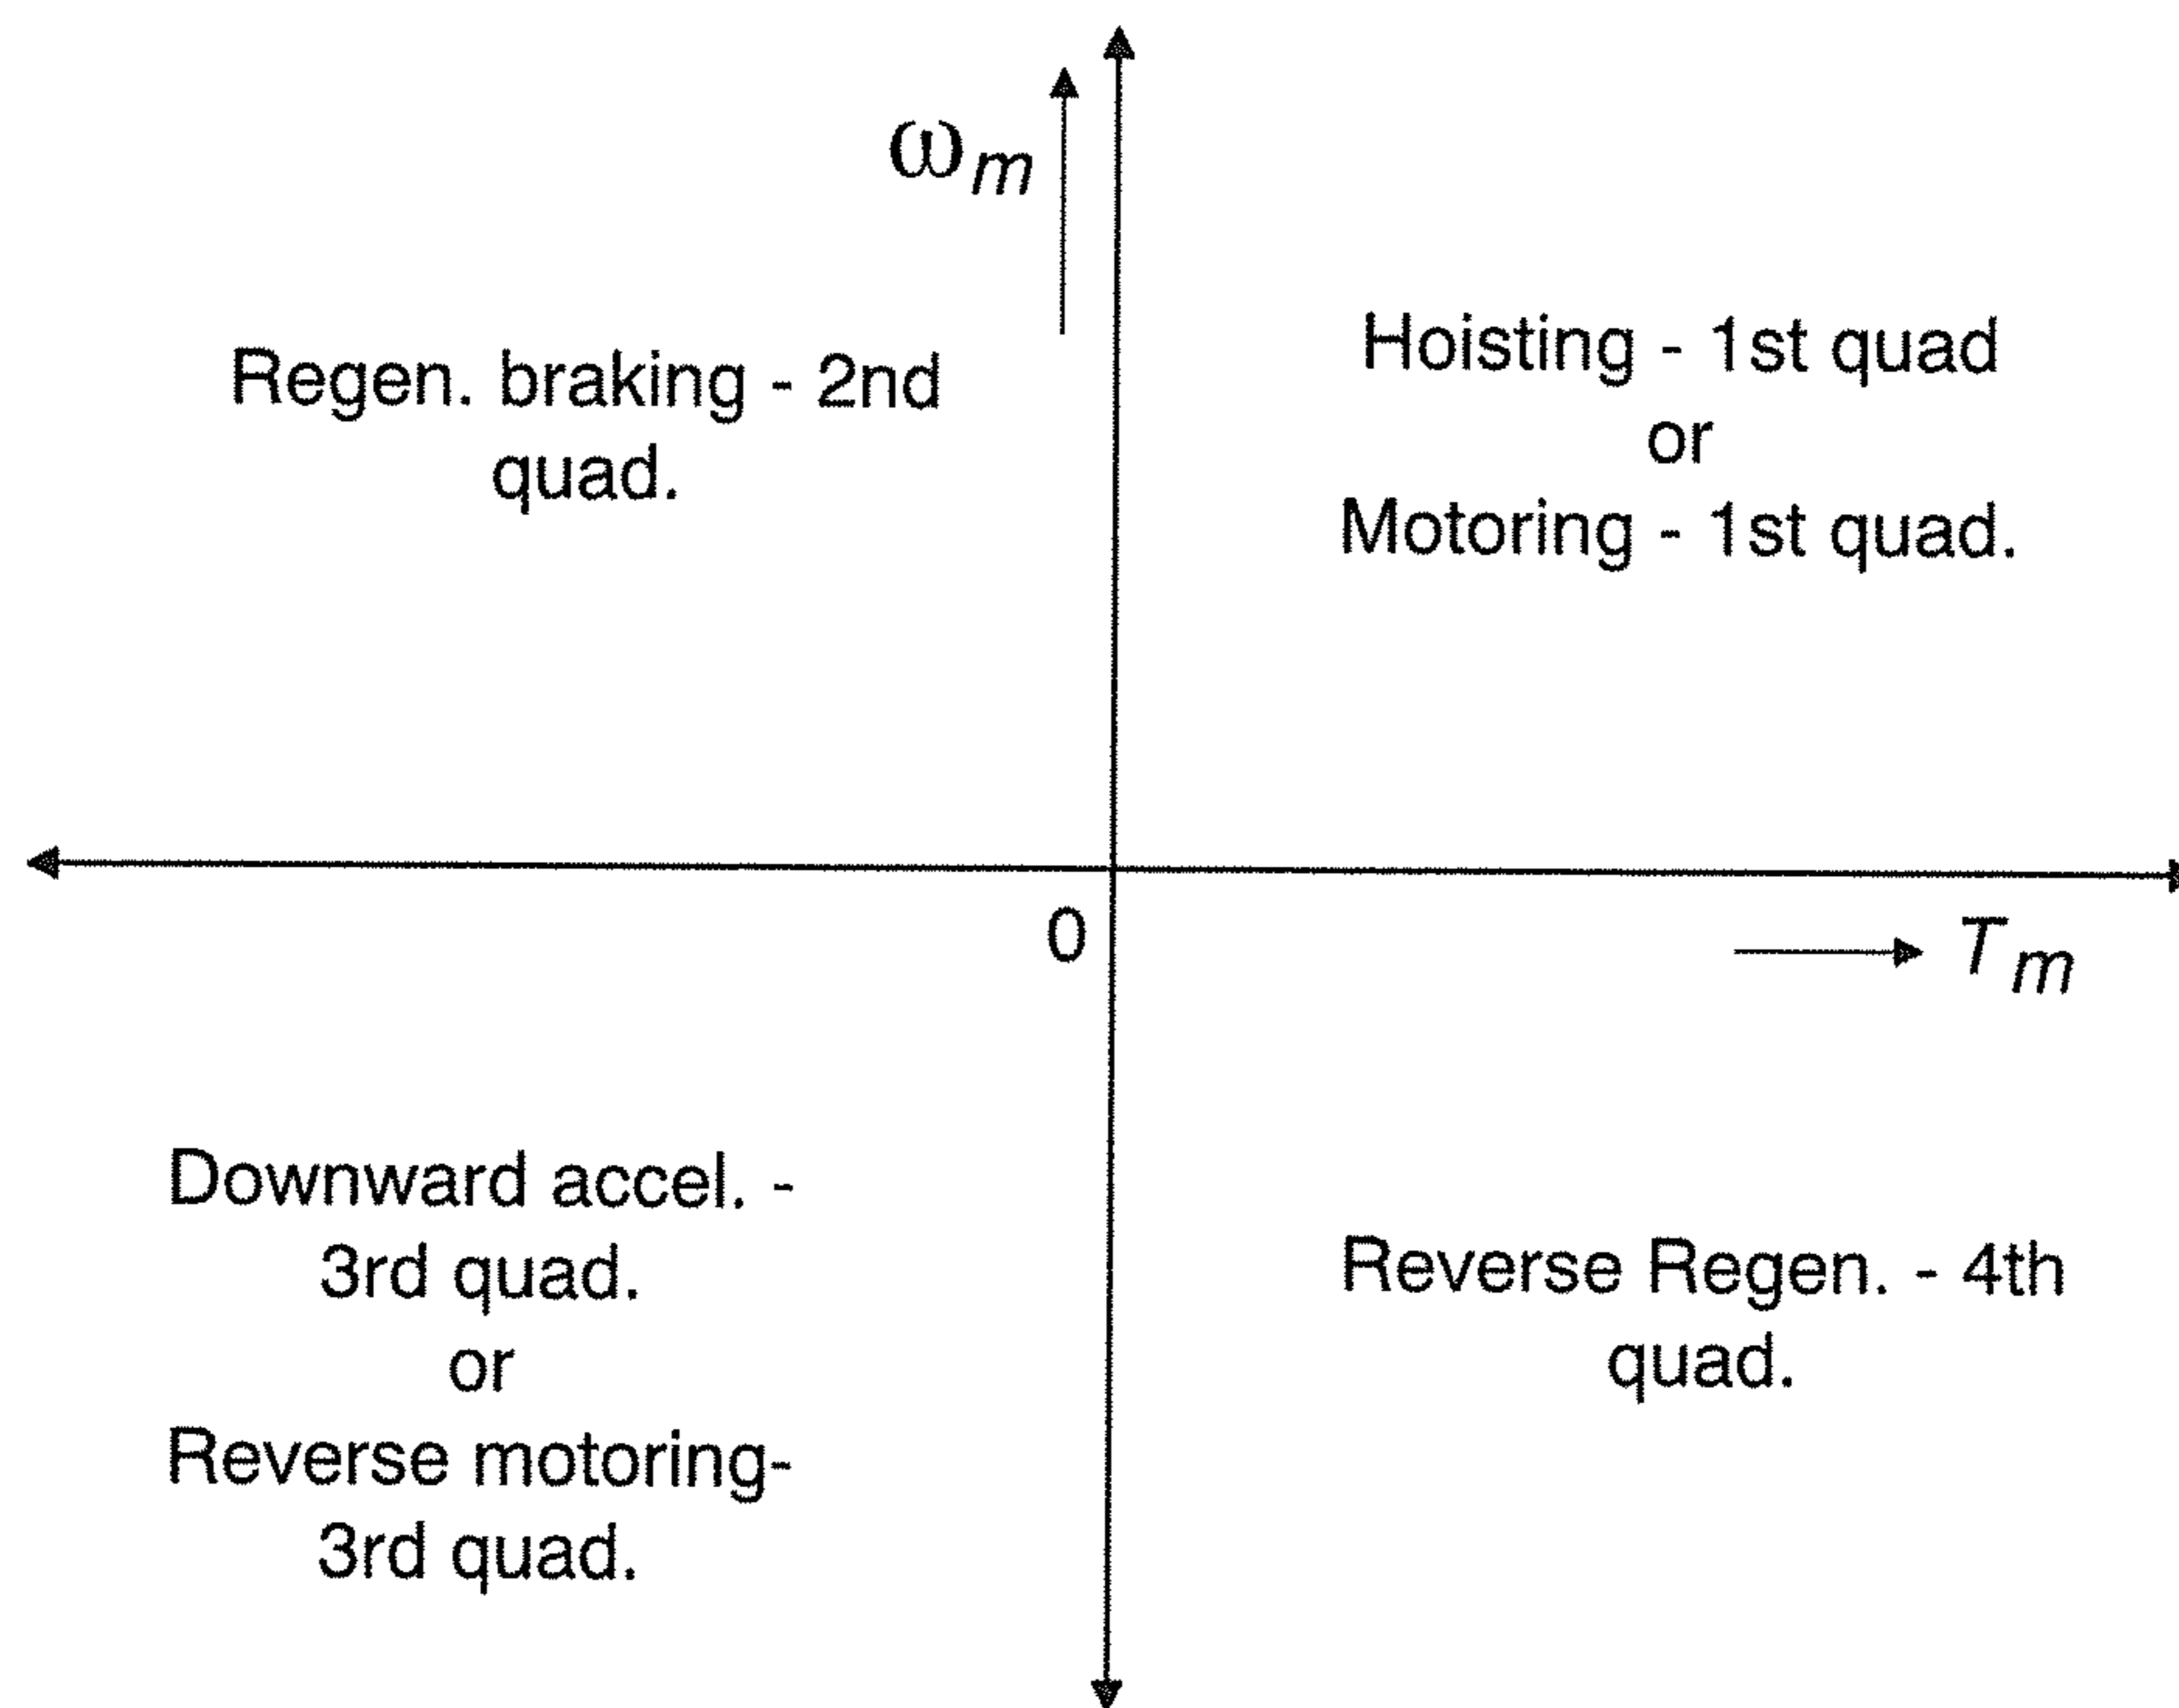 ωm
Regen. braking - 2nd
quad.
Hoisting - 1st quad
or
Motoring - 1st quad.
0
Tm
Downward accel. -
3rd quad.
or
Reverse motoring-
3rd quad.
Reverse Regen. - 4th
quad.